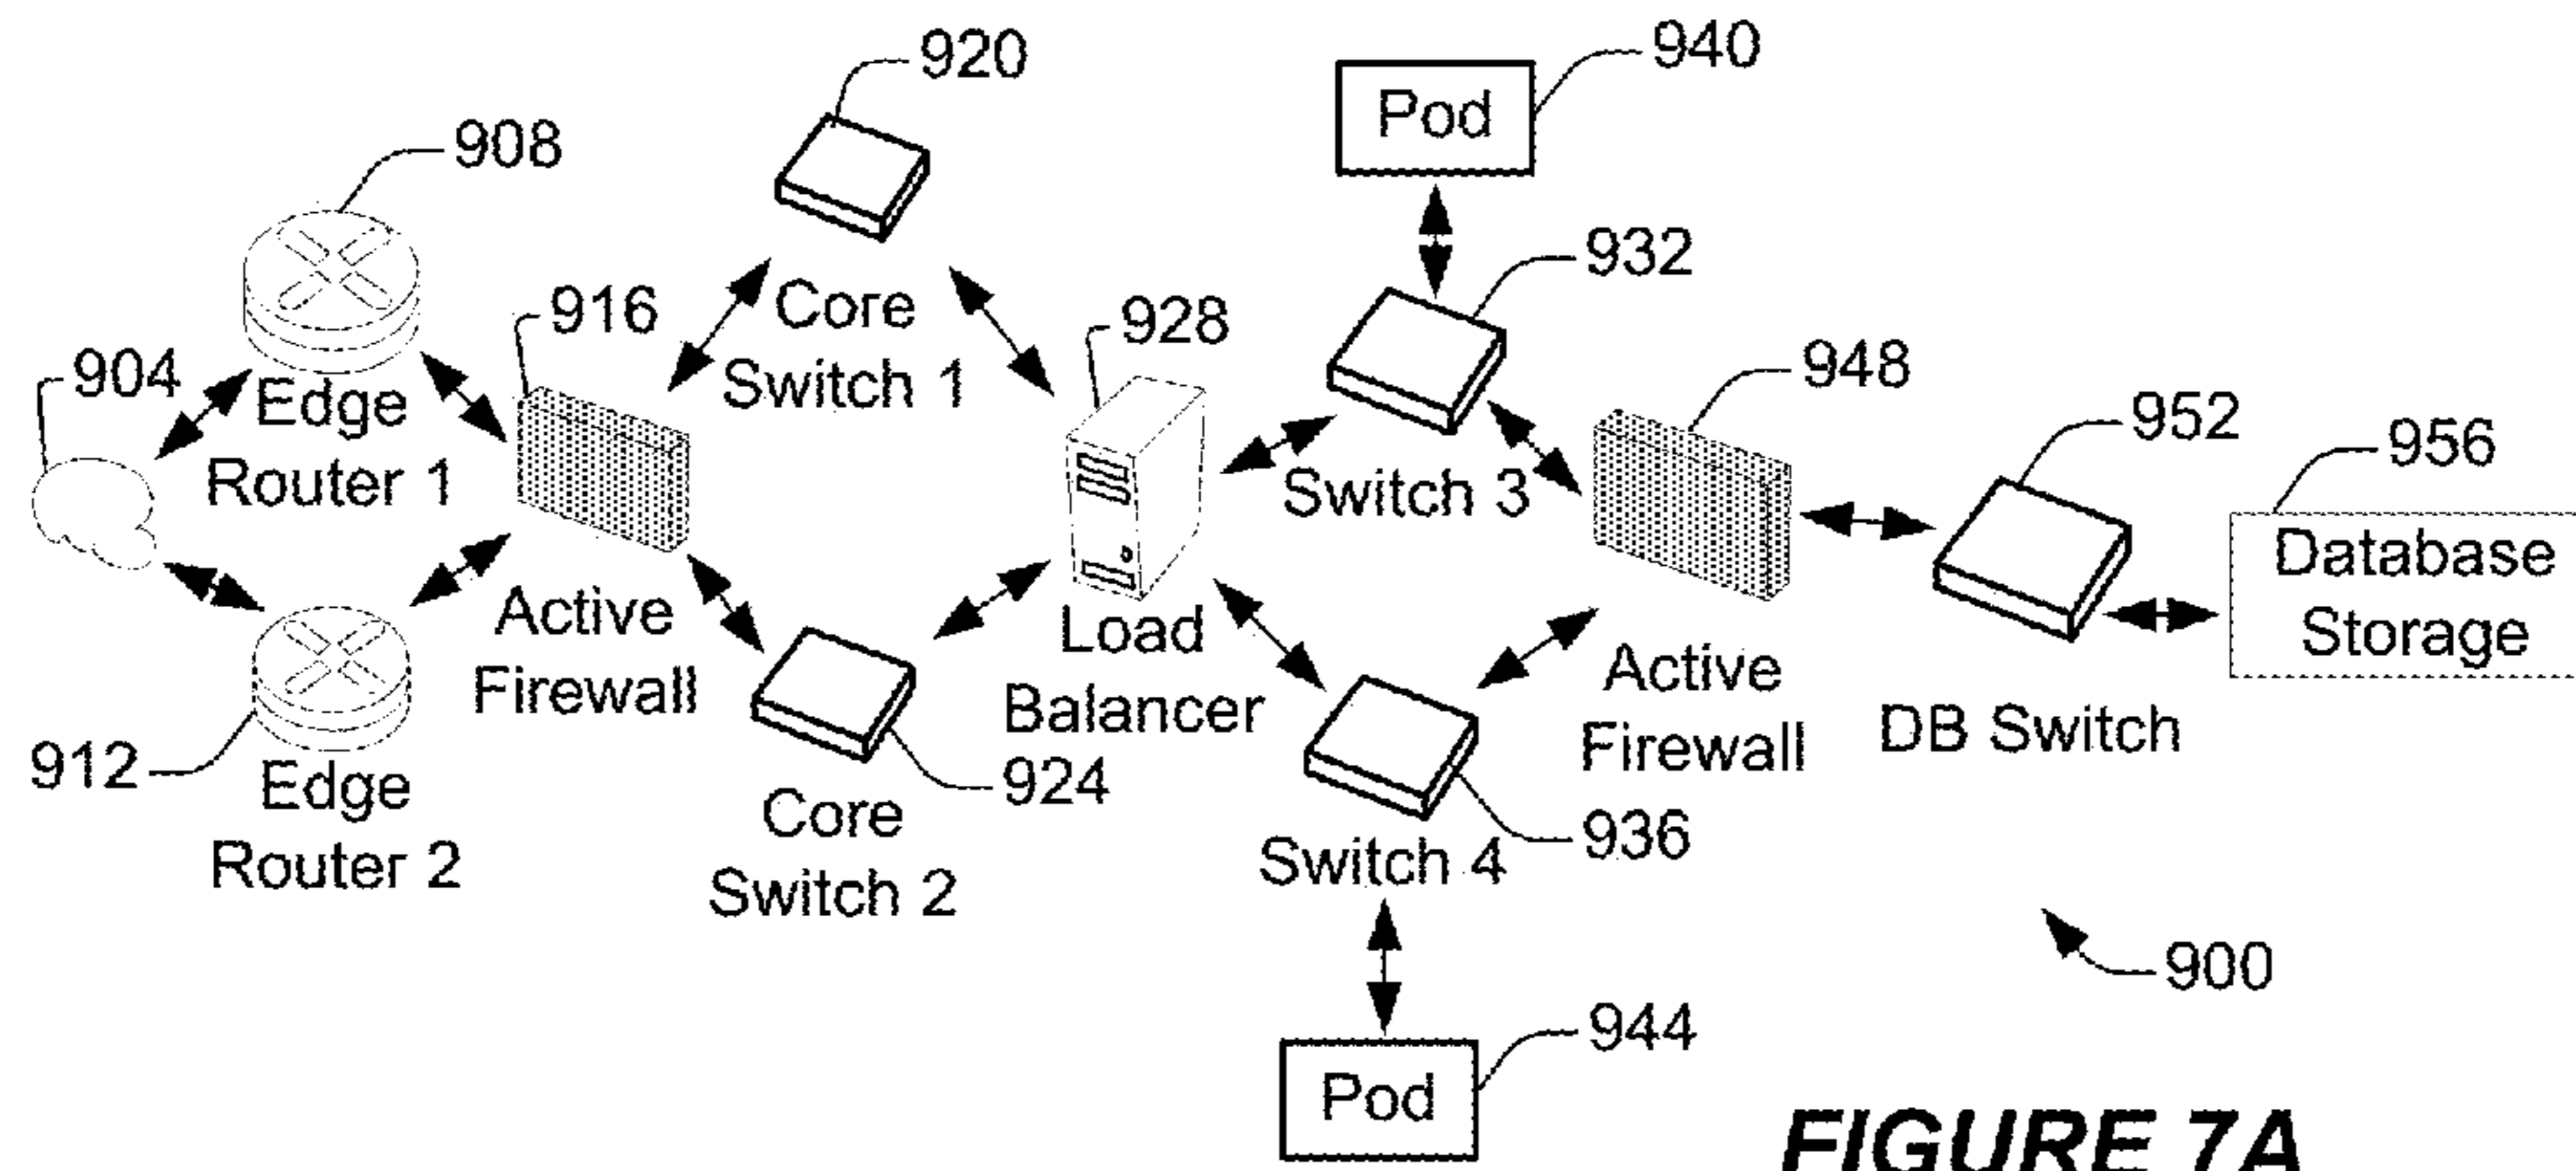 920
940
Pod
908
932
916
Core
Switch 1
928
948
904
Edge
Router 1
952
956
Switch 3
Database
Storage
Active
Firewall
Load
Balancer
Active
Firewall
DB Switch
912
Edge
Router 2
924
Core
Switch 2
936
Switch 4
900
944
Pod
FIGURE 7A